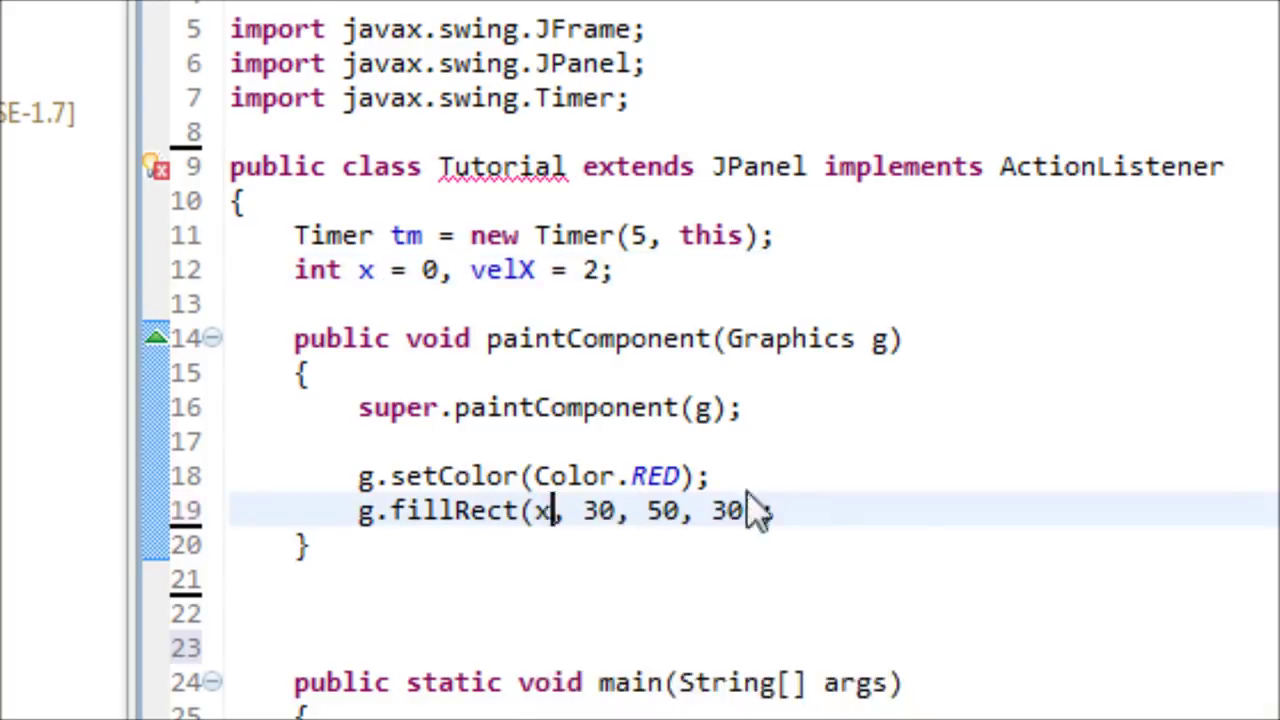 5 import javax.swing.JFrame;
6 import javax.swing.JPanel;
SE-1.7] 7 import javax.swing.Timer;
8
9 public class Tutorial extends JPanel implements ActionListener
10 {
11 Timer tm = new Timer(5, this);
12 int x = 0, velX = 2;
13
14 public void paintComponent(Graphics g)
15 {
16 super.paintComponent(g);
17
18 g.setColor(Color.RED);
19 g.fillRect(x, 30, 50, 30);
20 }
21
22
23
24 public static void main(String[] args)
25 {